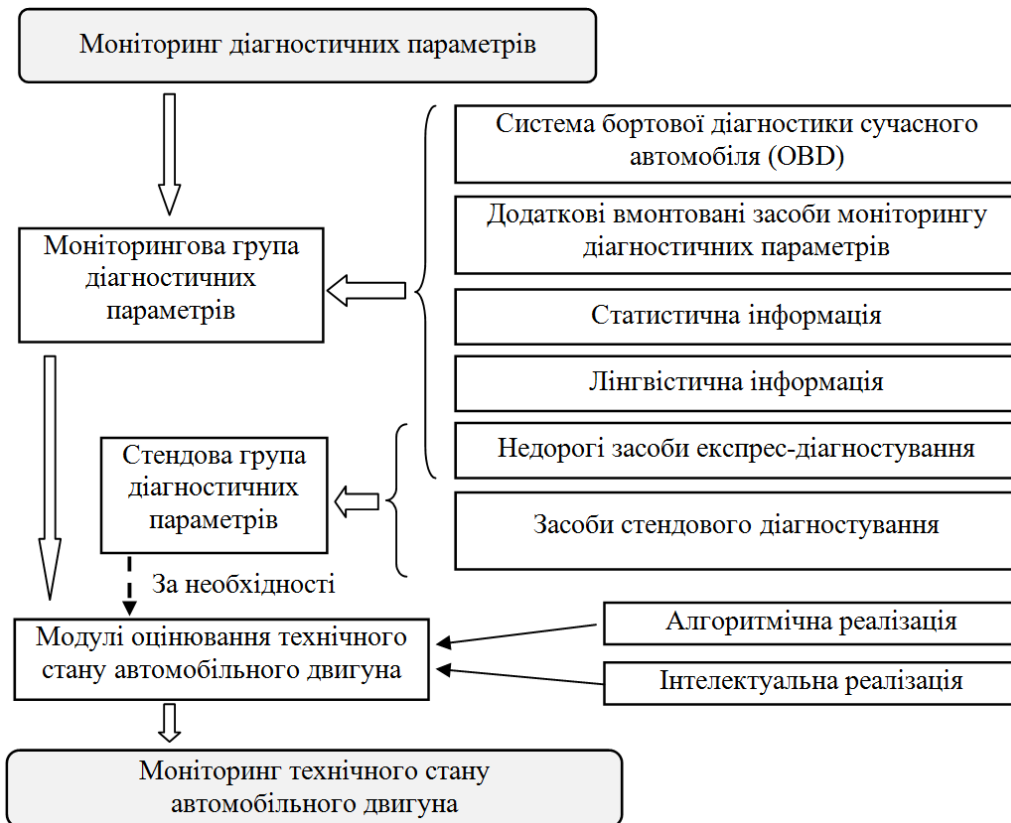 Моніторинг діагностичних параметрів
Система бортової діагностики сучасного
автомобіля (OBD)
Додаткові вмонтовані засоби моніторингу
діагностичних параметрів
Моніторингова група
діагностичних
параметрів
Статистична інформація
Лінгвістична інформація
Недорогі засоби експрес-діагностування
Стендова група
діагностичних
параметрів
Засоби стендового діагностування
За необхідності
Модулі оцінювання технічного
стану автомобільного двигуна
Алгоритмічна реалізація
Інтелектуальна реалізація
Моніторинг технічного стану
автомобільного двигуна